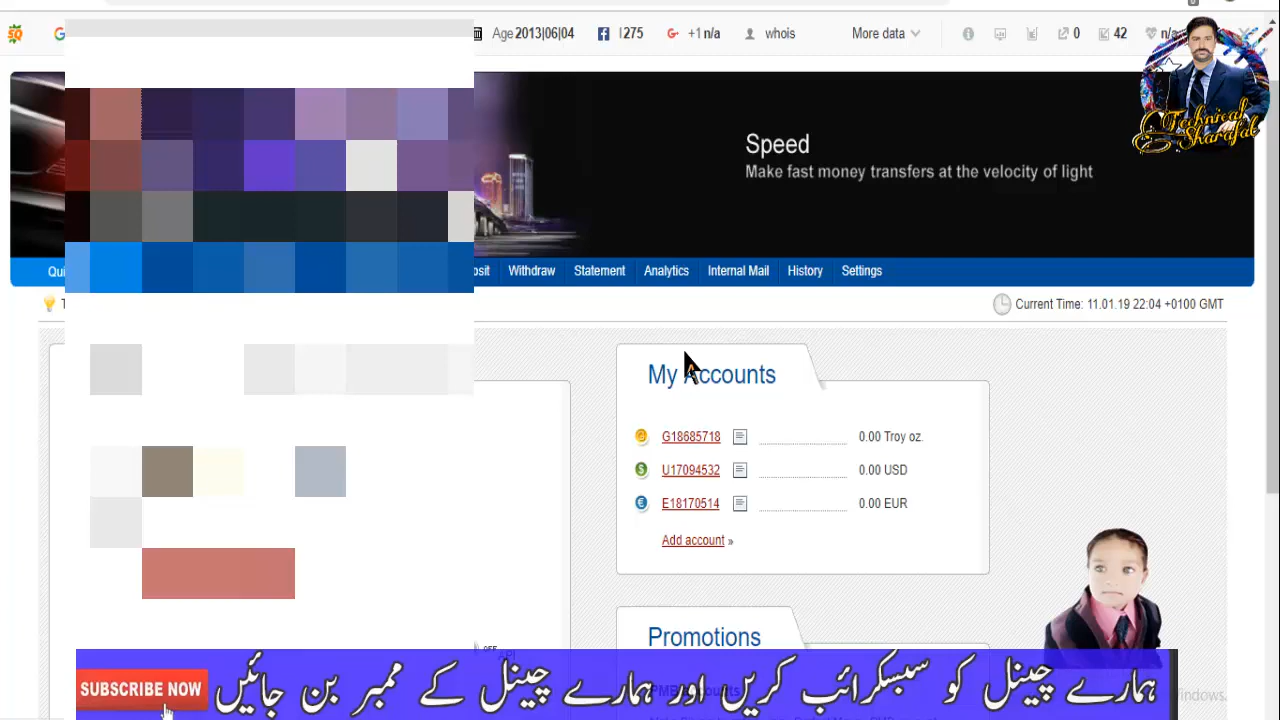 Age 2013|06|04
I 275
+1 n/a
whois
More data
0
42
n/a
Technical Sharafat
Speed
Make fast money transfers at the velocity of light
Withdraw
Statement
Analytics
Internal Mail
History
Settings
Current Time: 11.01.19 22:04 +0100 GMT
My Accounts
G18685718 0.00 Troy oz.
U17094532 0.00 USD
E18170514 0.00 EUR
Add account »
Promotions
SUBSCRIBE NOW
ہمارے چینل کو سبسکرائب کریں اور ہمارے چینل کے ممبر بن جائیں